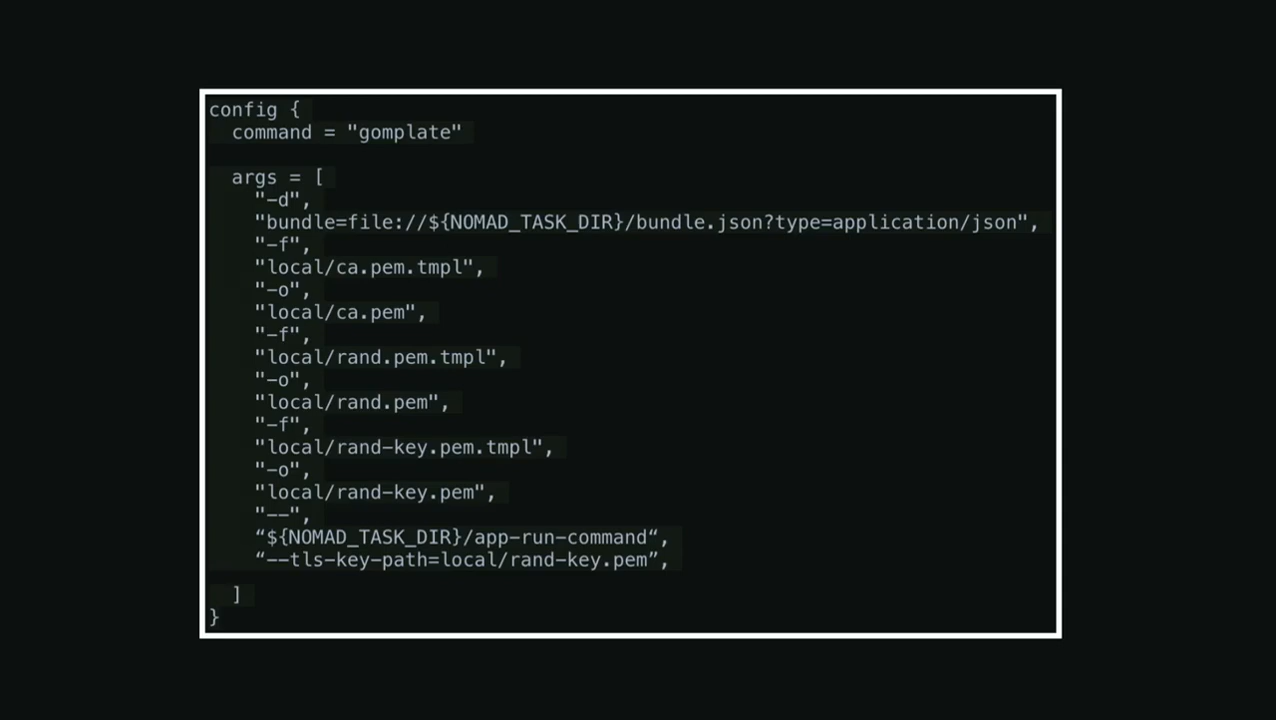 config {
  command = "gomplate"

  args = [
    "-d",
    "bundle=file://${NOMAD_TASK_DIR}/bundle.json?type=application/json",
    "-f",
    "local/ca.pem.tmpl",
    "-o",
    "local/ca.pem",
    "-f",
    "local/rand.pem.tmpl",
    "-o",
    "local/rand.pem",
    "-f",
    "local/rand-key.pem.tmpl",
    "-o",
    "local/rand-key.pem",
    "--",
    “${NOMAD_TASK_DIR}/app-run-command“,
    “--tls-key-path=local/rand-key.pem”,

  ]
}